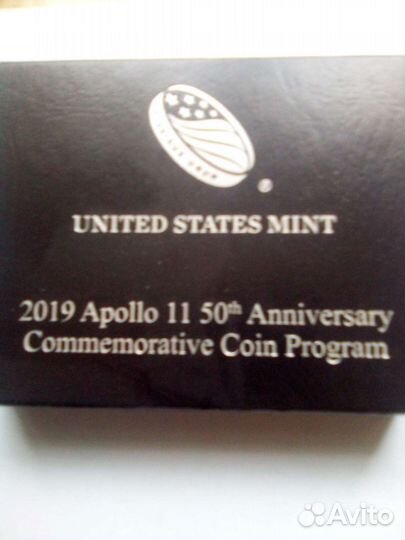 ®
UNITED STATES MINT
2019 Apollo 11 50th Anniversary
Commemorative Coin Program
Avito